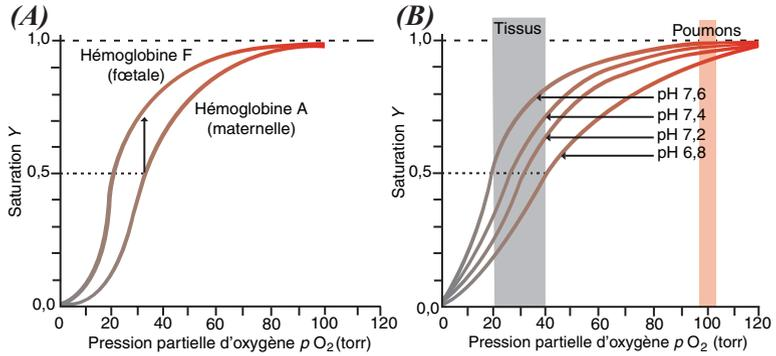 (A)
Saturation Y
1,0
0,5
0,0
Hémoglobine F
(fœtale)
Hémoglobine A
(maternelle)
0 20 40 60 80 100 120
Pression partielle d'oxygène p O2 (torr)
(B)
Saturation Y
1,0
0,5
0,0
Tissus
Poumons
pH 7,6
pH 7,4
pH 7,2
pH 6,8
0 20 40 60 80 100 120
Pression partielle d'oxygène p O2 (torr)